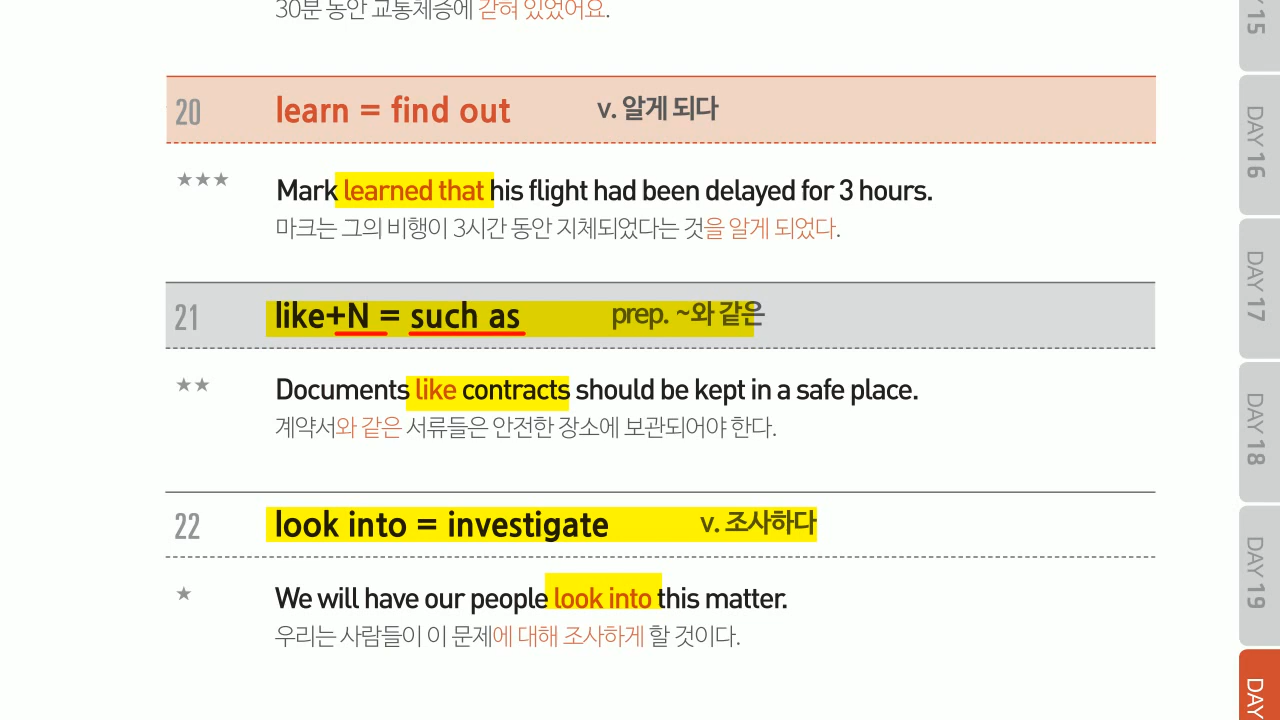 30분 동안 교통체증에 갇혀 있었어요.
20 learn = find out v. 알게 되다
★★★ Mark learned that his flight had been delayed for 3 hours.
마크는 그의 비행이 3시간 동안 지체되었다는 것을 알게 되었다.
21 like+N = such as prep. ~와 같은
★★ Documents like contracts should be kept in a safe place.
계약서와 같은 서류들은 안전한 장소에 보관되어야 한다.
22 look into = investigate v. 조사하다
★ We will have our people look into this matter.
우리는 사람들이 이 문제에 대해 조사하게 할 것이다.
15
DAY 16
DAY 17
DAY 18
DAY 19
DAY